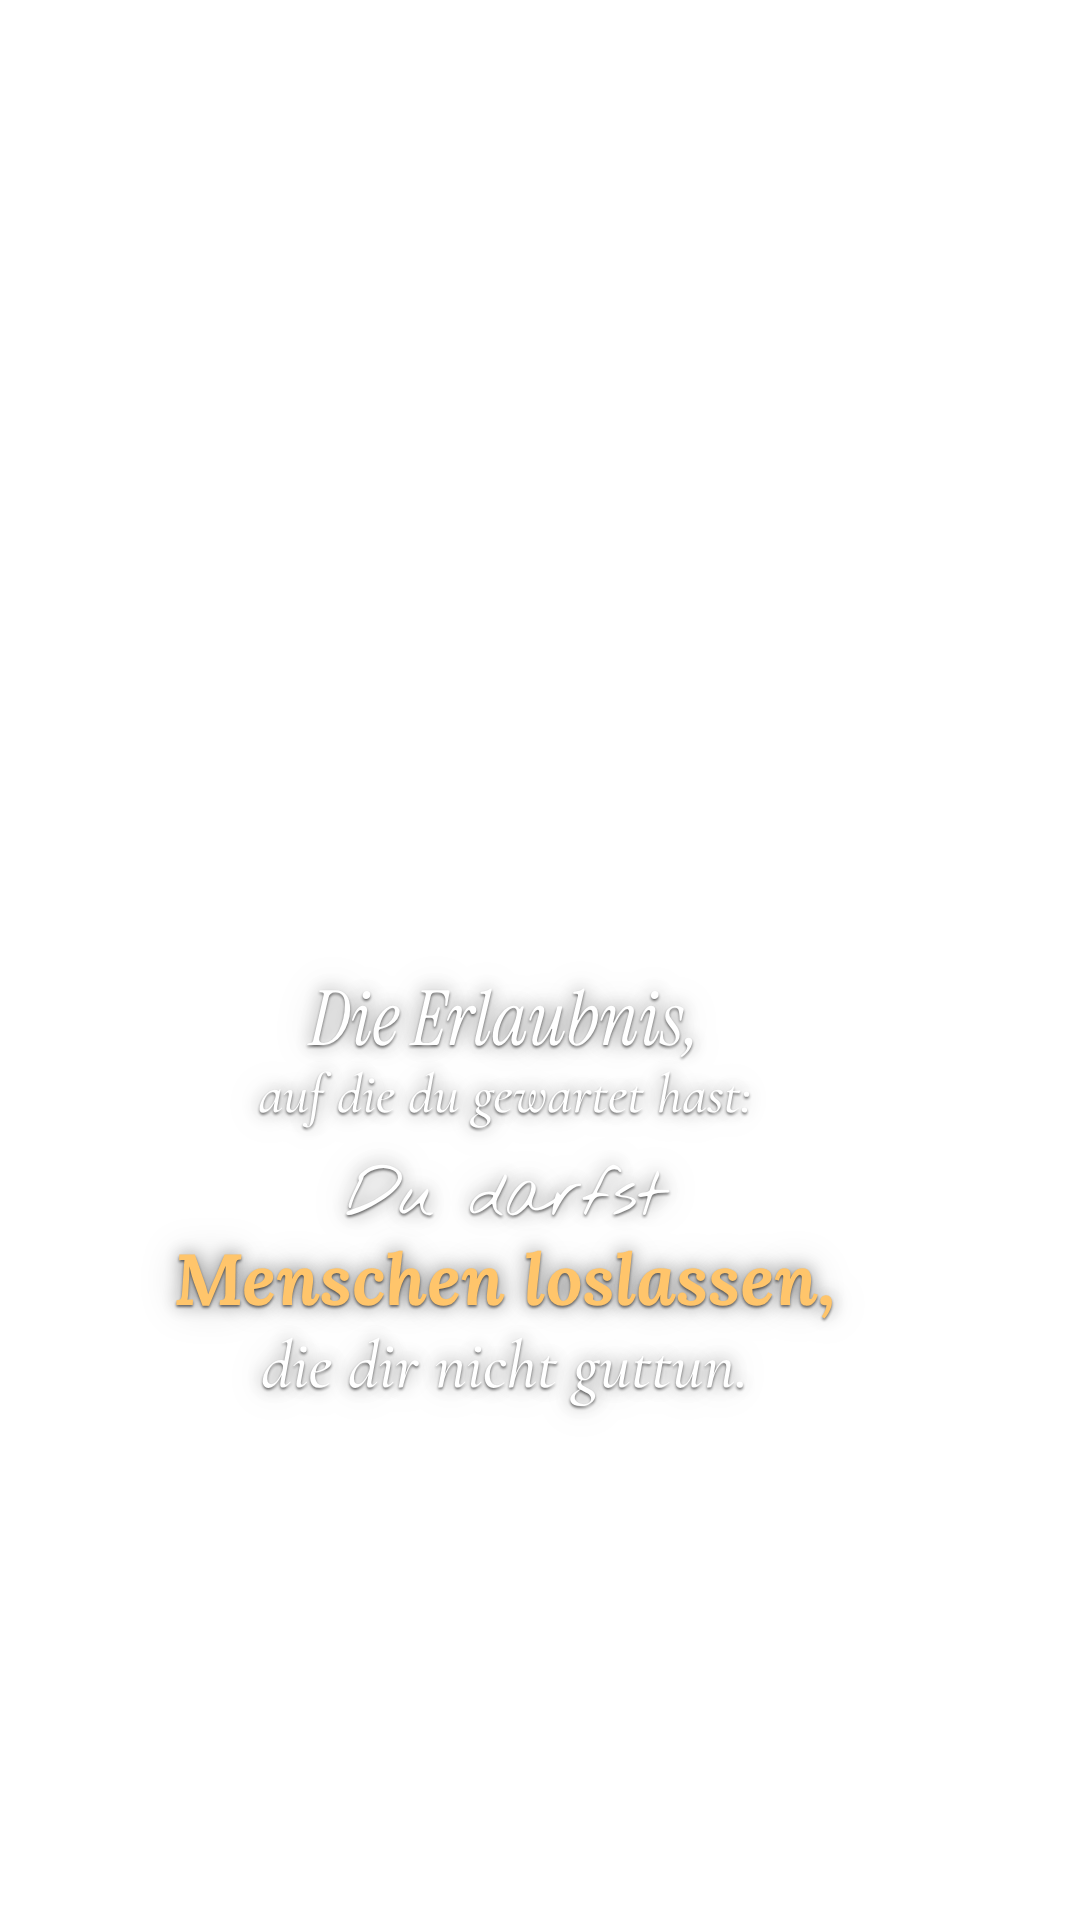 Die Erlaubnis,
auf die du gewartet hast:
Du darfst
Menschen loslassen,
die dir nicht guttun.